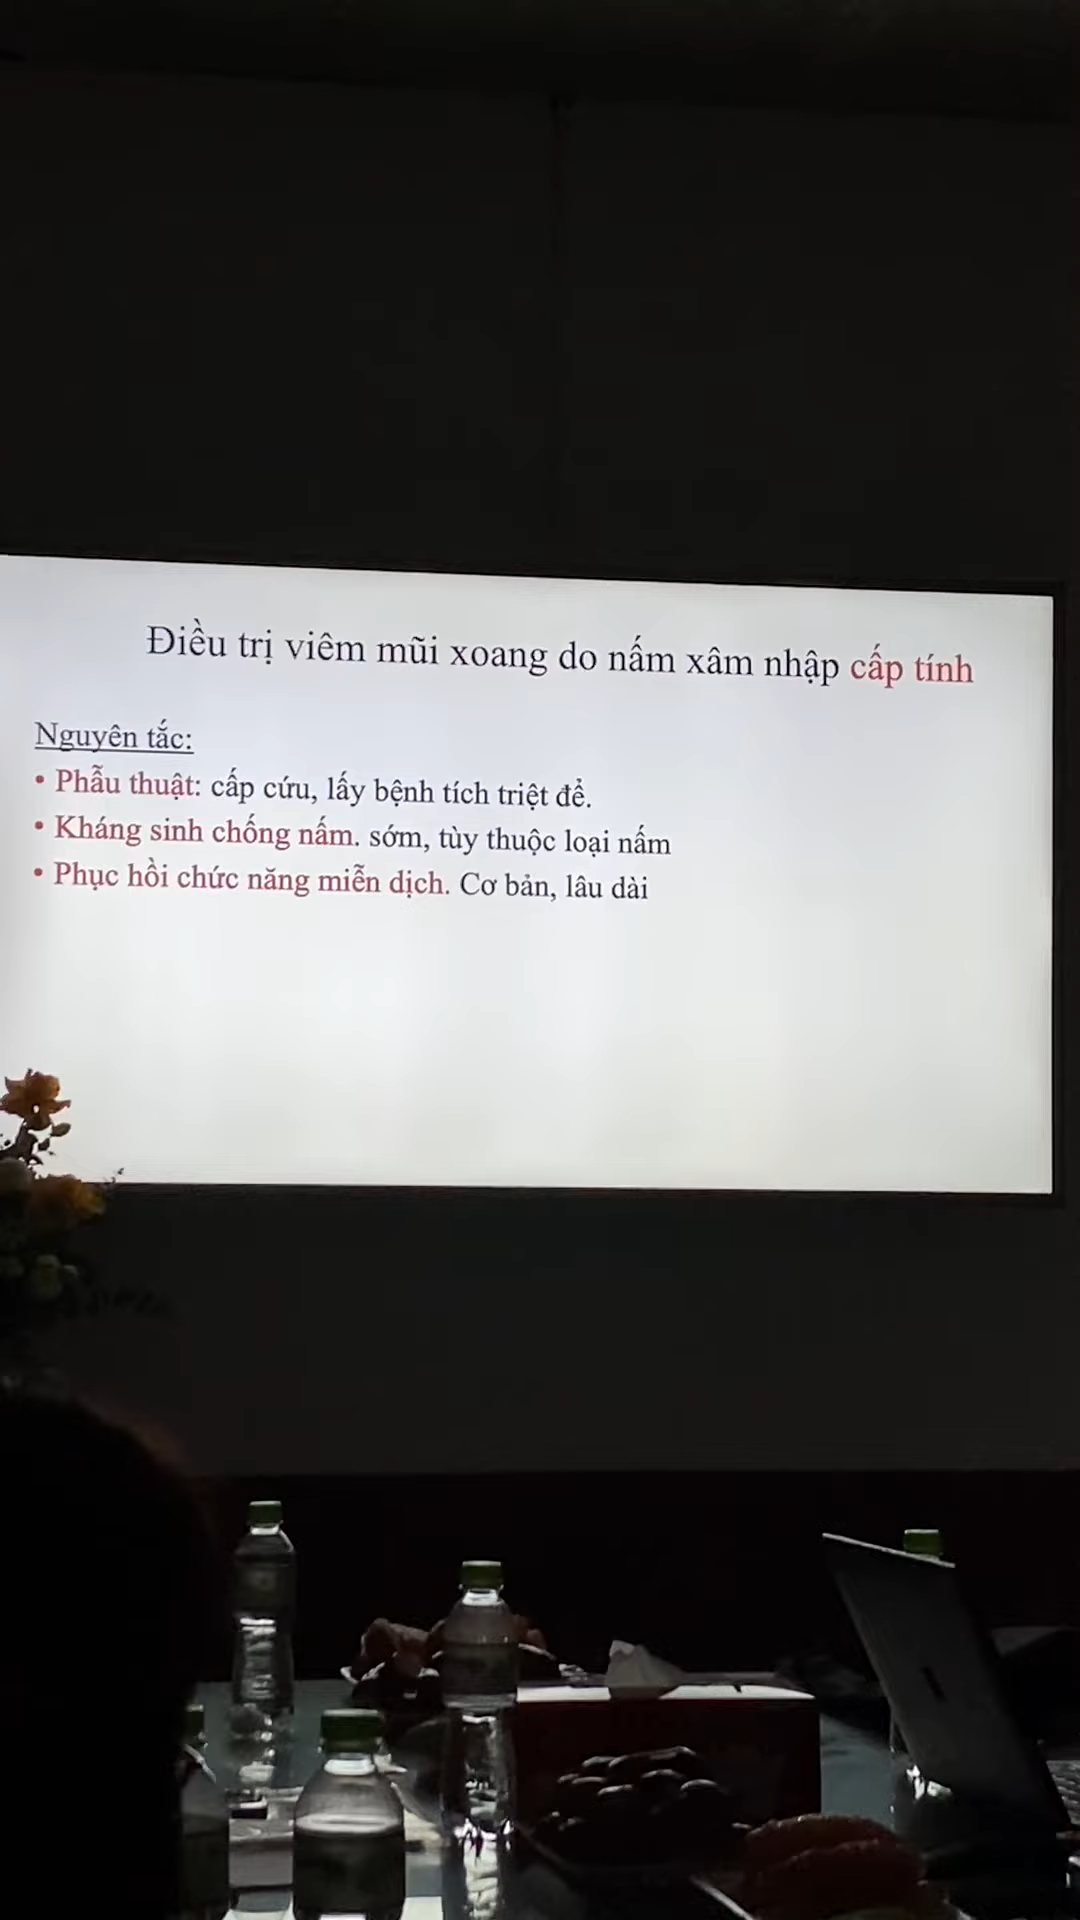 Điều trị viêm mũi xoang do nấm xâm nhập cấp tính
Nguyên tắc:
• Phẫu thuật: cấp cứu, lấy bệnh tích triệt để.
• Kháng sinh chống nấm. sớm, tùy thuộc loại nấm
• Phục hồi chức năng miễn dịch. Cơ bản, lâu dài